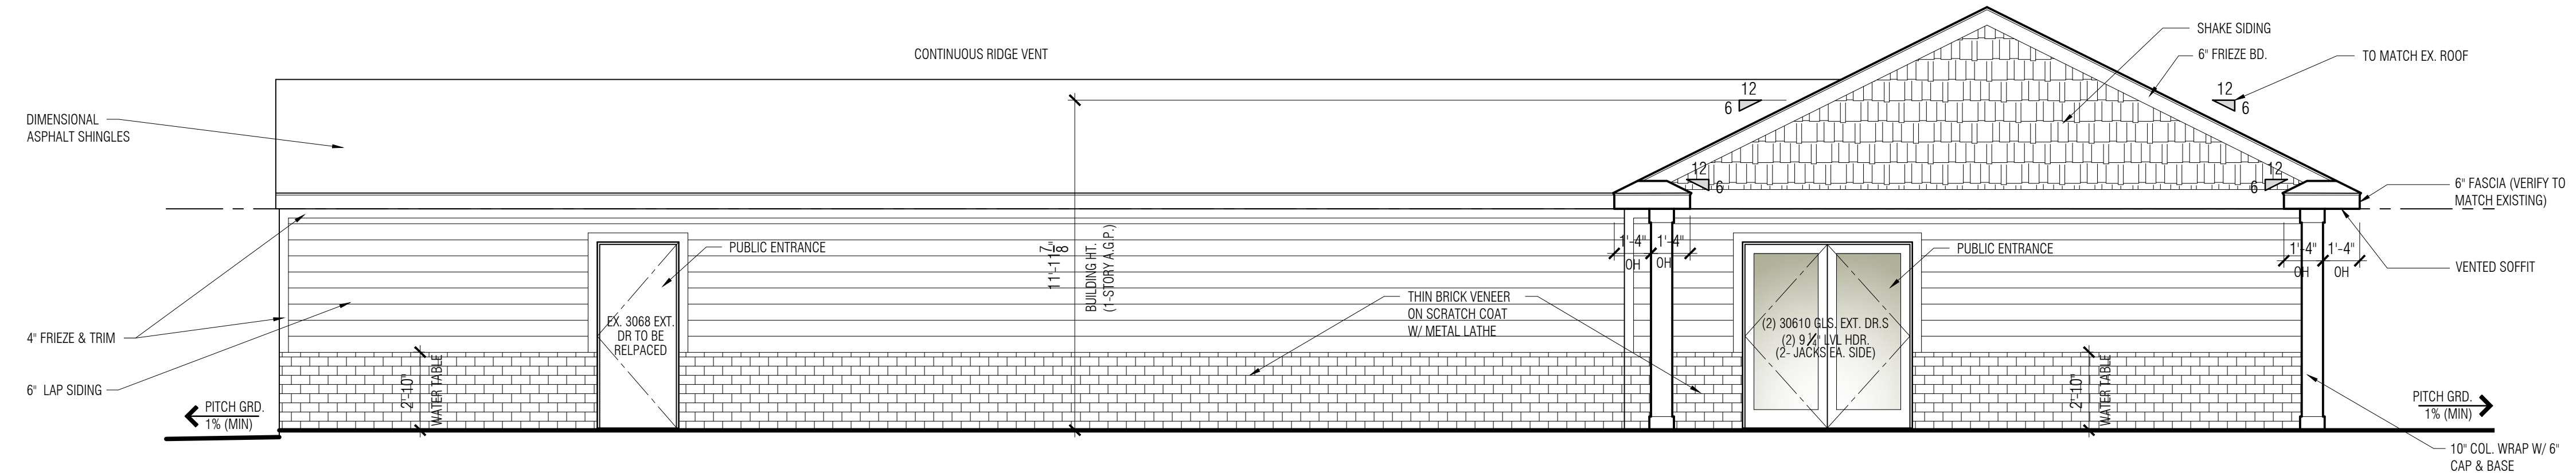 CONTINUOUS RIDGE VENT
SHAKE SIDING
6" FRIEZE BD.
TO MATCH EX. ROOF
12
6
12
6
DIMENSIONAL
ASPHALT SHINGLES
12
6
12
6
6" FASCIA (VERIFY TO
MATCH EXISTING)
PUBLIC ENTRANCE
11'-11 7/8"
BUILDING HT.
(1-STORY A.G.P.)
1'-4"
OH
1'-4"
OH
PUBLIC ENTRANCE
1'-4"
OH
1'-4"
OH
VENTED SOFFIT
THIN BRICK VENEER
ON SCRATCH COAT
W/ METAL LATHE
EX. 3068 EXT.
DR TO BE
RELPACED
(2) 30610 GLS. EXT. DR.S
(2) 9 1/4" LVL HDR.
(2- JACKS EA. SIDE)
4" FRIEZE & TRIM
6" LAP SIDING
2'-10"
WATER TABLE
2'-10"
WATER TABLE
PITCH GRD.
1% (MIN)
PITCH GRD.
1% (MIN)
10" COL. WRAP W/ 6"
CAP & BASE